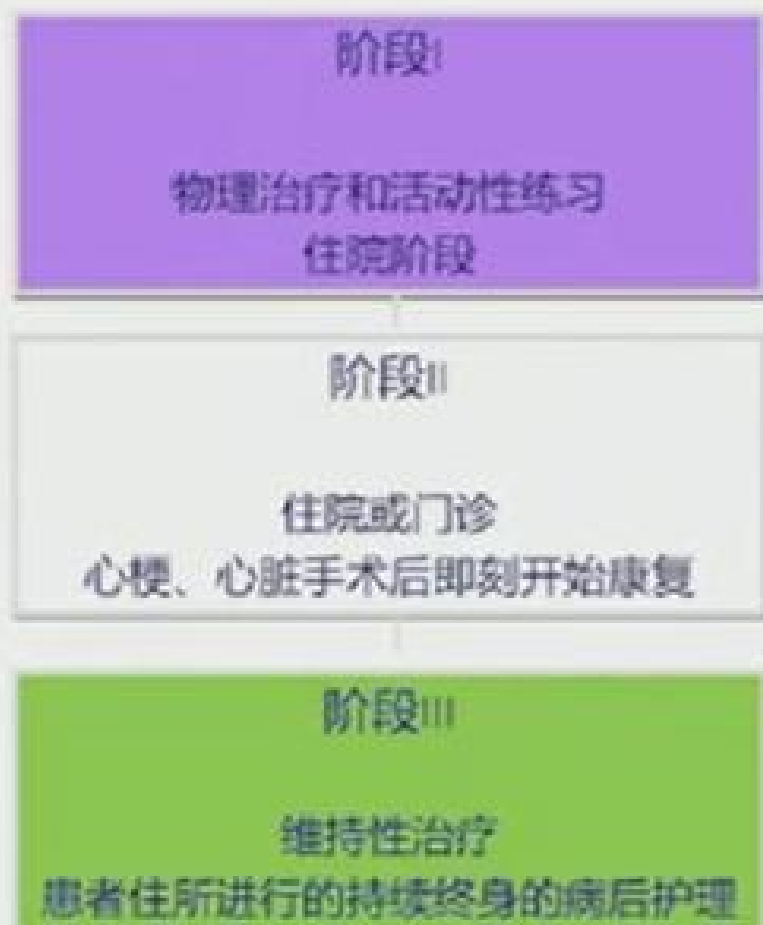 阶段I
物理治疗和活动性练习
住院阶段
阶段II
住院或门诊
心梗、心脏手术后即刻开始康复
阶段III
维持性治疗
患者住所进行的持续终身的病后护理